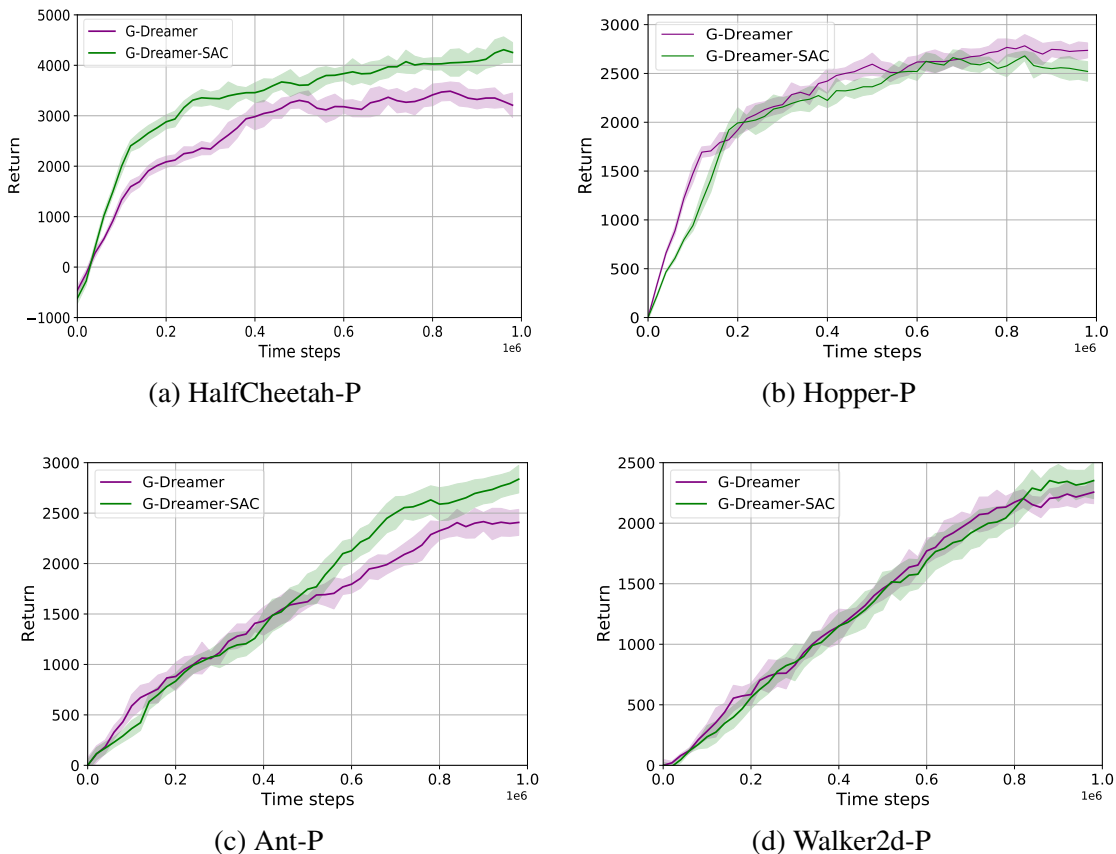 5000
4000
3000
2000
1000
0
−1000
Return
G-Dreamer
G-Dreamer-SAC
0.0
0.2
0.4
0.6
0.8
1.0
Time steps
1e6
(a) HalfCheetah-P
3000
2500
2000
1500
1000
500
0
Return
G-Dreamer
G-Dreamer-SAC
0.0
0.2
0.4
0.6
0.8
1.0
Time steps
1e6
(b) Hopper-P
3000
2500
2000
1500
1000
500
0
Return
G-Dreamer
G-Dreamer-SAC
0.0
0.2
0.4
0.6
0.8
1.0
Time steps
1e6
(c) Ant-P
2500
2000
1500
1000
500
0
Return
G-Dreamer
G-Dreamer-SAC
0.0
0.2
0.4
0.6
0.8
1.0
Time steps
1e6
(d) Walker2d-P